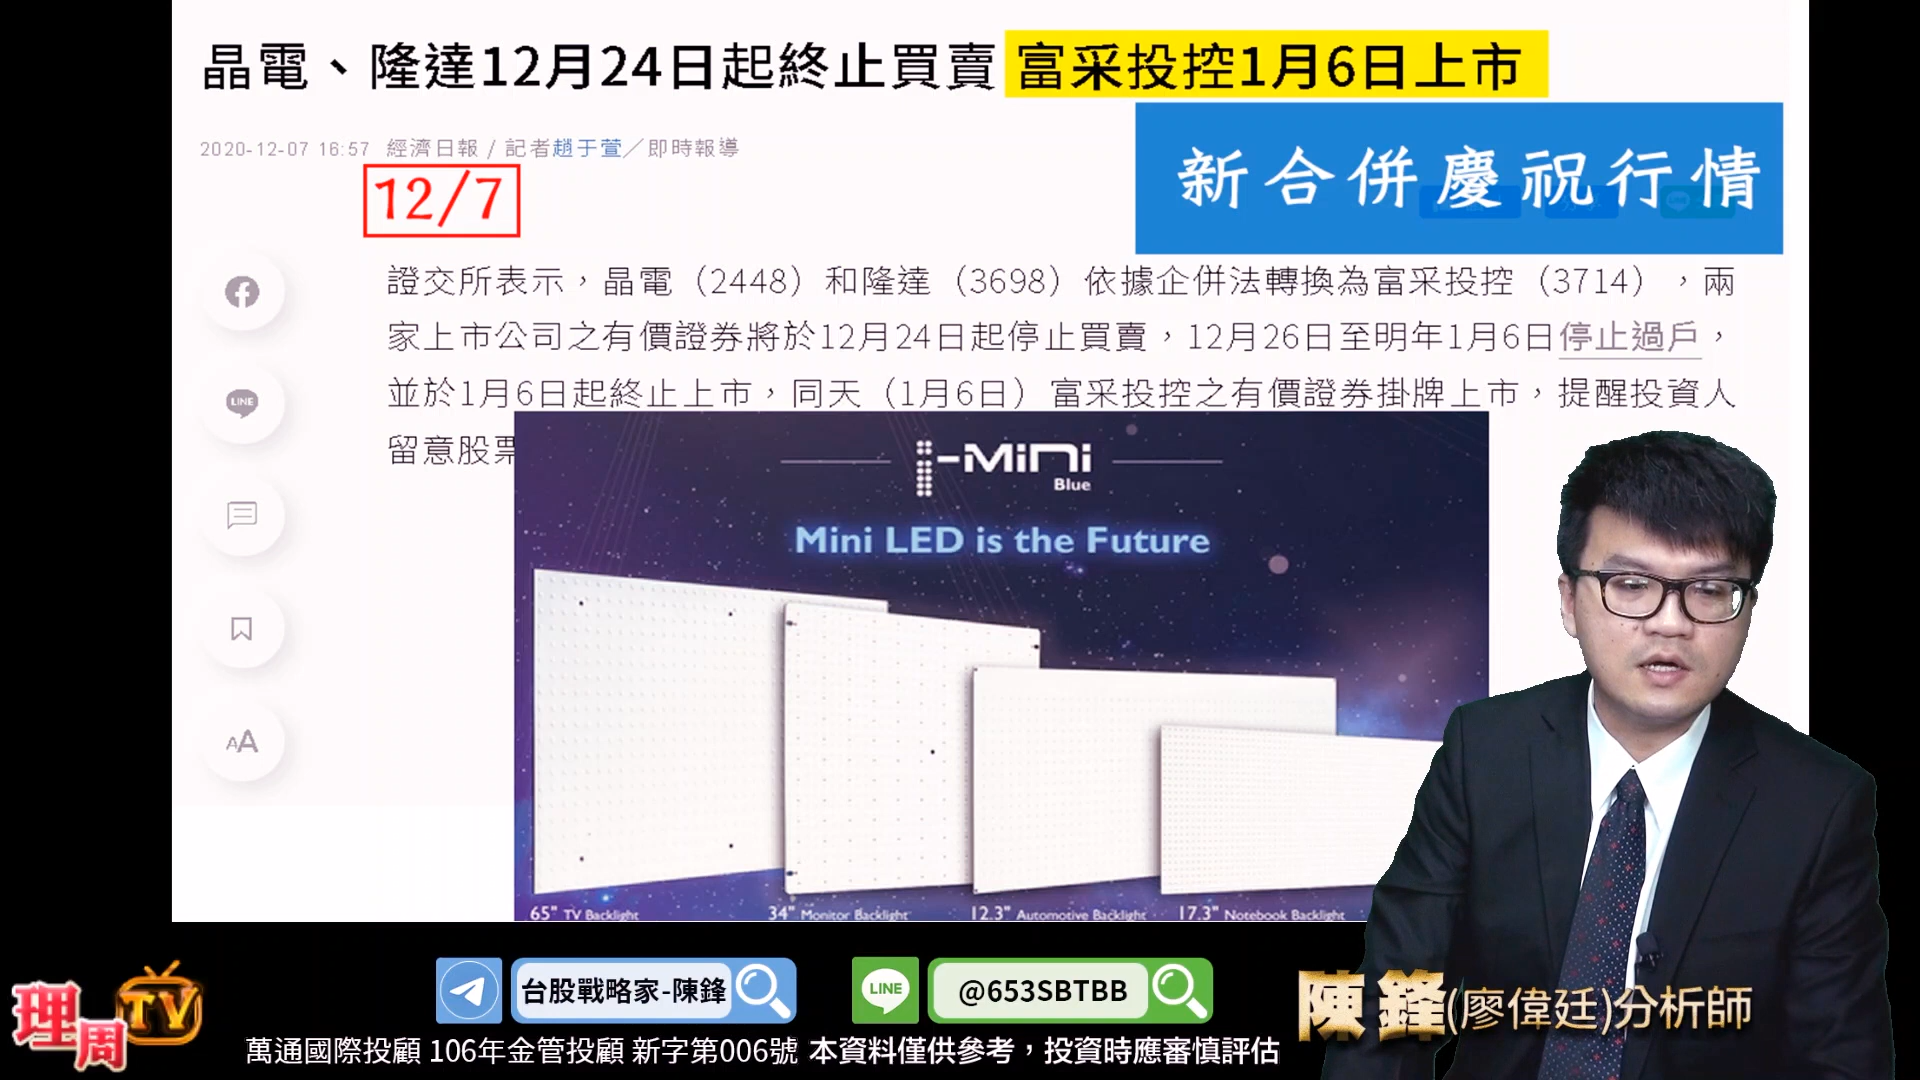 晶電、隆達12月24日起終止買賣 富采投控1月6日上市
2020-12-07 16:57 經濟日報 / 記者趙于萱／即時報導
12/7
新合併慶祝行情
證交所表示，晶電（2448）和隆達（3698）依據企併法轉換為富采投控（3714），兩
家上市公司之有價證券將於12月24日起停止買賣，12月26日至明年1月6日停止過戶，
並於1月6日起終止上市，同天（1月6日）富采投控之有價證券掛牌上市，提醒投資人
留意股票
LINE
AA
i-Mini
Blue
Mini LED is the Future
65" TV Backlight
34" Monitor Backlight
12.3" Automotive Backlight
17.3" Notebook Backlight
理周TV
台股戰略家-陳鋒
LINE
@653SBTBB
陳鋒(廖偉廷)分析師
萬通國際投顧 106年金管投顧 新字第006號 本資料僅供參考，投資時應審慎評估